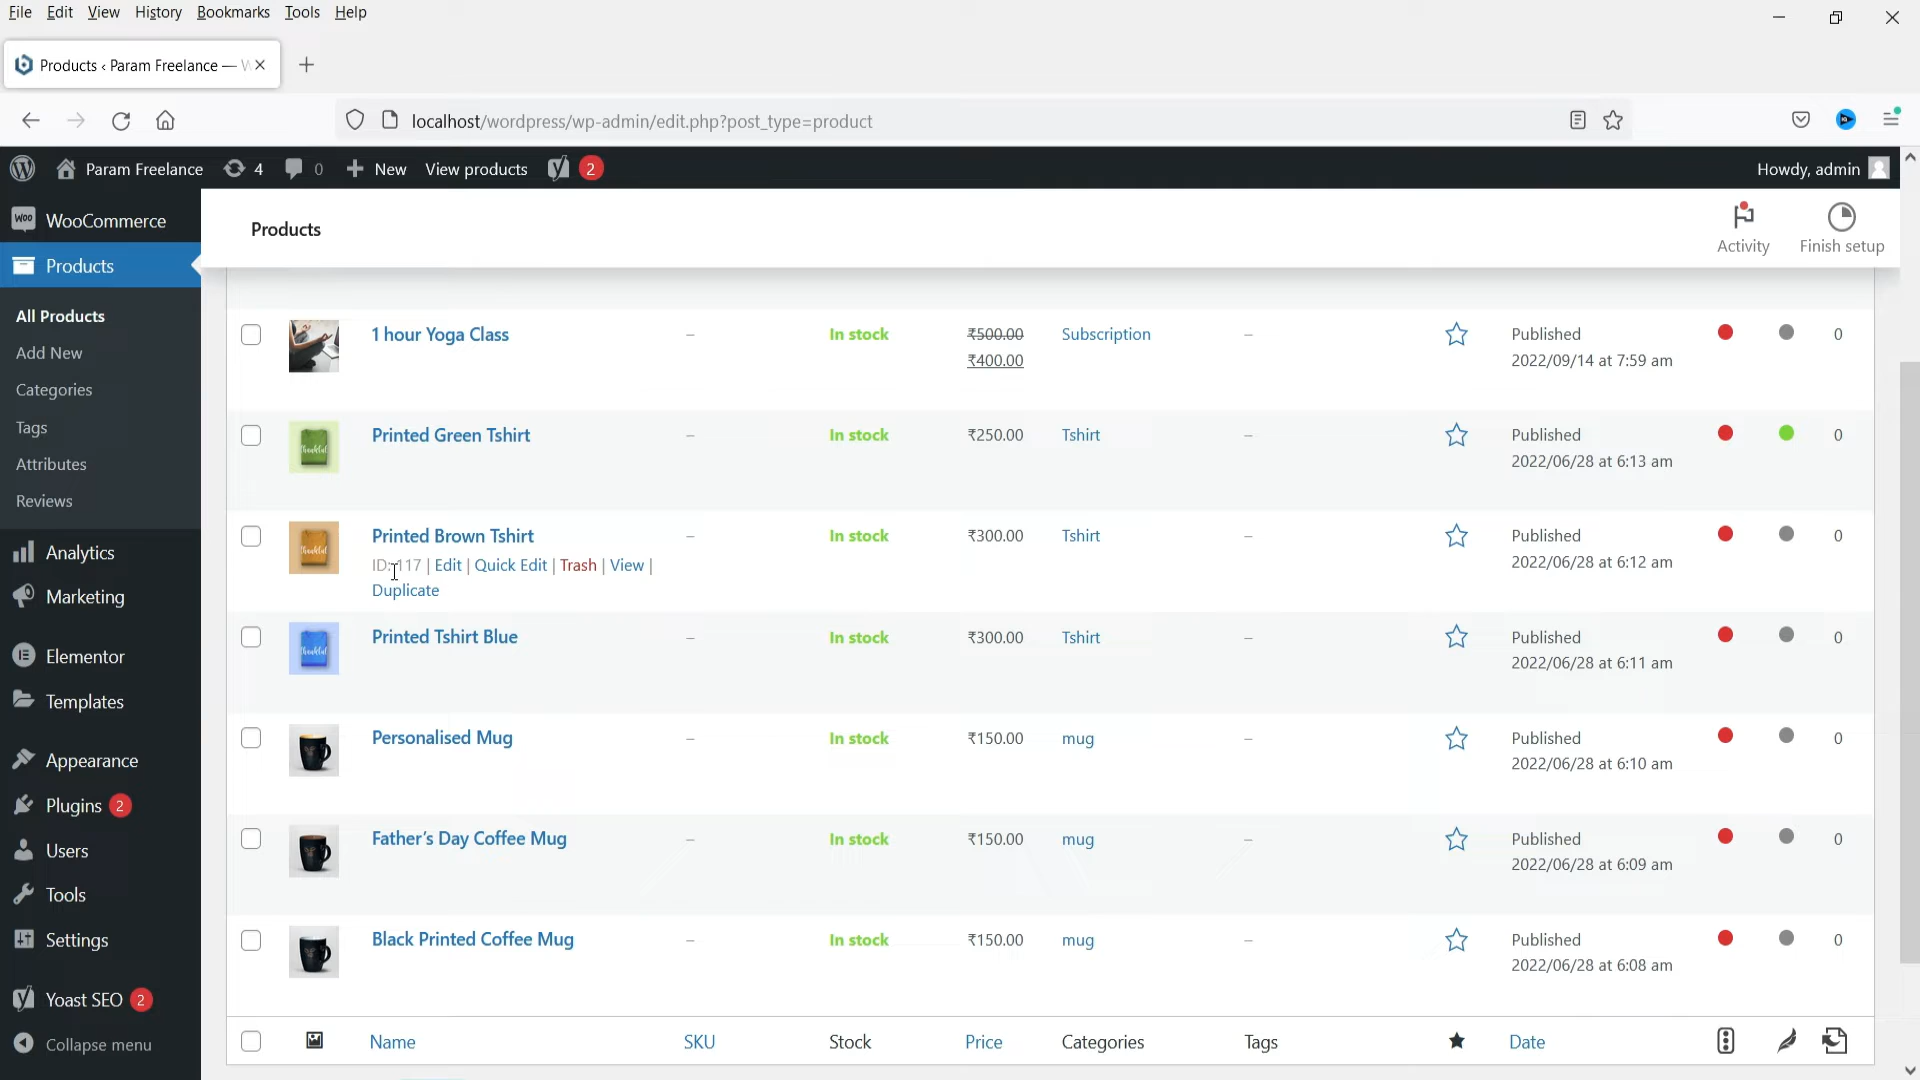 File Edit View History Bookmarks Tools Help
Products ‹ Param Freelance —
localhost/wordpress/wp-admin/edit.php?post_type=product
Param Freelance 4 0 New View products 2 Howdy, admin
WooCommerce
Products
All Products
Add New
Categories
Tags
Attributes
Reviews
Analytics
Marketing
Elementor
Templates
Appearance
Plugins 2
Users
Tools
Settings
Yoast SEO 2
Collapse menu
Products
Activity
Finish setup
1 hour Yoga Class – In stock ₹500.00 Subscription – Published 0
₹400.00 2022/09/14 at 7:59 am
Printed Green Tshirt – In stock ₹250.00 Tshirt – Published 0
2022/06/28 at 6:13 am
Printed Brown Tshirt – In stock ₹300.00 Tshirt – Published 0
ID: 117 | Edit | Quick Edit | Trash | View | 2022/06/28 at 6:12 am
Duplicate
Printed Tshirt Blue – In stock ₹300.00 Tshirt – Published 0
2022/06/28 at 6:11 am
Personalised Mug – In stock ₹150.00 mug – Published 0
2022/06/28 at 6:10 am
Father's Day Coffee Mug – In stock ₹150.00 mug – Published 0
2022/06/28 at 6:09 am
Black Printed Coffee Mug – In stock ₹150.00 mug – Published 0
2022/06/28 at 6:08 am
Name SKU Stock Price Categories Tags Date